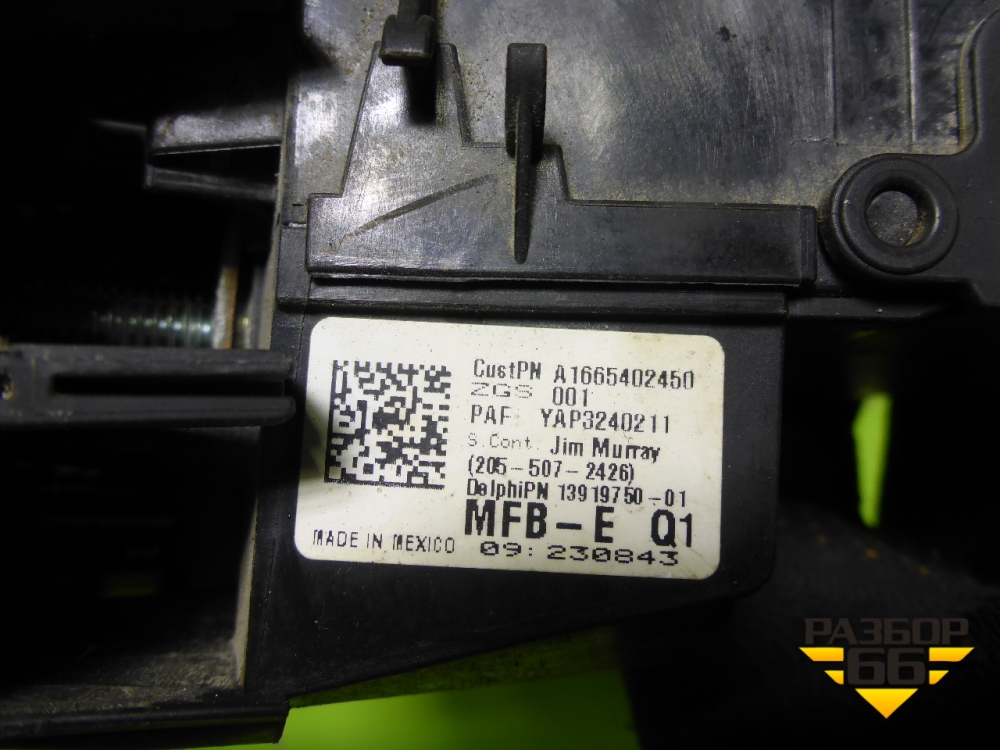 CustPN A1665402450
ZGS 001
PAF: YAP3240211
S.Cont. Jim Murray
(205-507-2426)
DelphiPN 13919750-01
MFB-E Q1
MADE IN MEXICO 09:230843
РАЗБОР
66